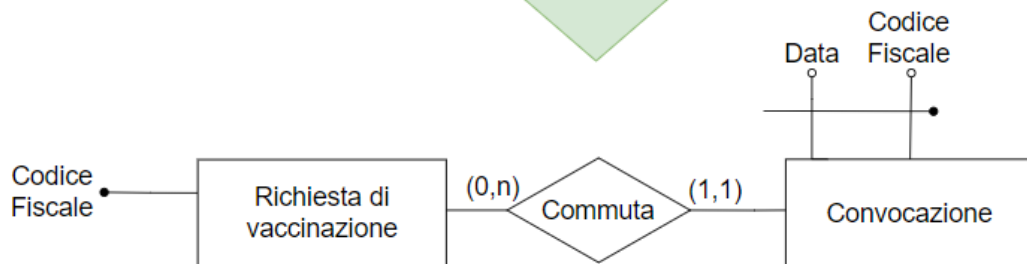 Codice
Fiscale
Data
Codice
Fiscale
Richiesta di
vaccinazione
(0,n)
Commuta
(1,1)
Convocazione